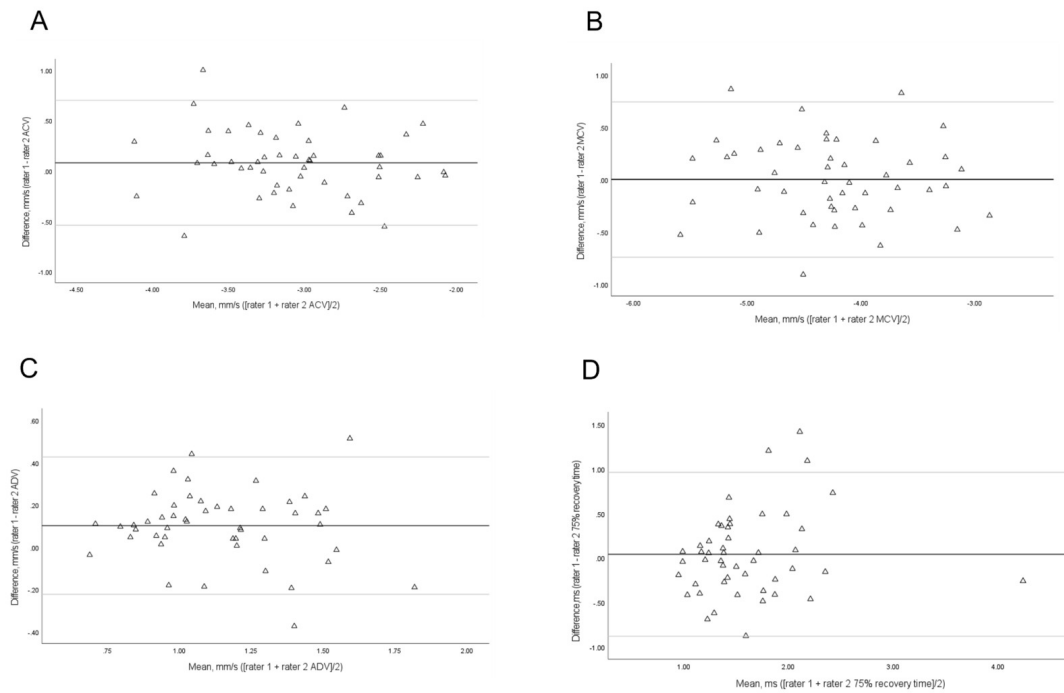 A
Difference, mm/s (rater 1- rater 2 ACV)
1.00
.50
.00
-.50
-1.00
-4.50 -4.00 -3.50 -3.00 -2.50 -2.00
Mean, mm/s ([rater 1 + rater 2 ACV]/2)
B
Difference, mm/s (rater 1- rater 2 MCV)
1.00
.50
.00
-.50
-1.00
-6.00 -5.00 -4.00 -3.00
Mean, mm/s ([rater 1 + rater 2 MCV]/2)
C
Difference, mm/s (rater 1- rater 2 ADV)
.60
.40
.20
.00
-.20
-.40
.75 1.00 1.25 1.50 1.75 2.00
Mean, mm/s ([rater 1 + rater 2 ADV]/2)
D
Difference, ms (rater 1- rater 2 75% recovery time)
1.50
1.00
.50
.00
-.50
-1.00
1.00 2.00 3.00 4.00
Mean, ms ([rater 1 + rater 2 75% recovery time]/2)